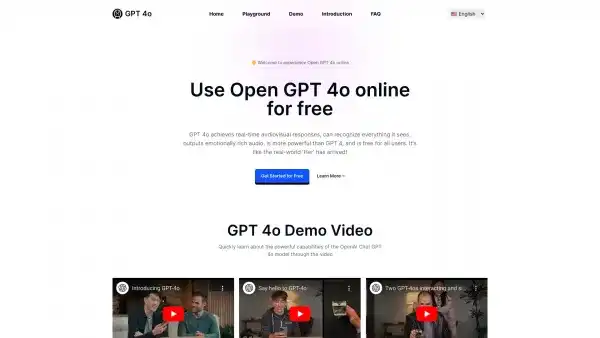 GPT 4o
Home
Playground
Demo
Introduction
FAQ
English
Welcome to experience Open GPT 4o online
Use Open GPT 4o online
for free
GPT 4o achieves real-time audiovisual responses, can recognize everything it sees,
outputs emotionally rich audio, is more powerful than GPT 4, and is free for all users. It's
like the real-world 'Her' has arrived!
Get Started for Free
Learn More
GPT 4o Demo Video
Quickly learn about the powerful capabilities of the OpenAI Chat GPT
4o model through the video
Introducing GPT-4o
Say hello to GPT-4o
Two GPT-4os interacting and s...